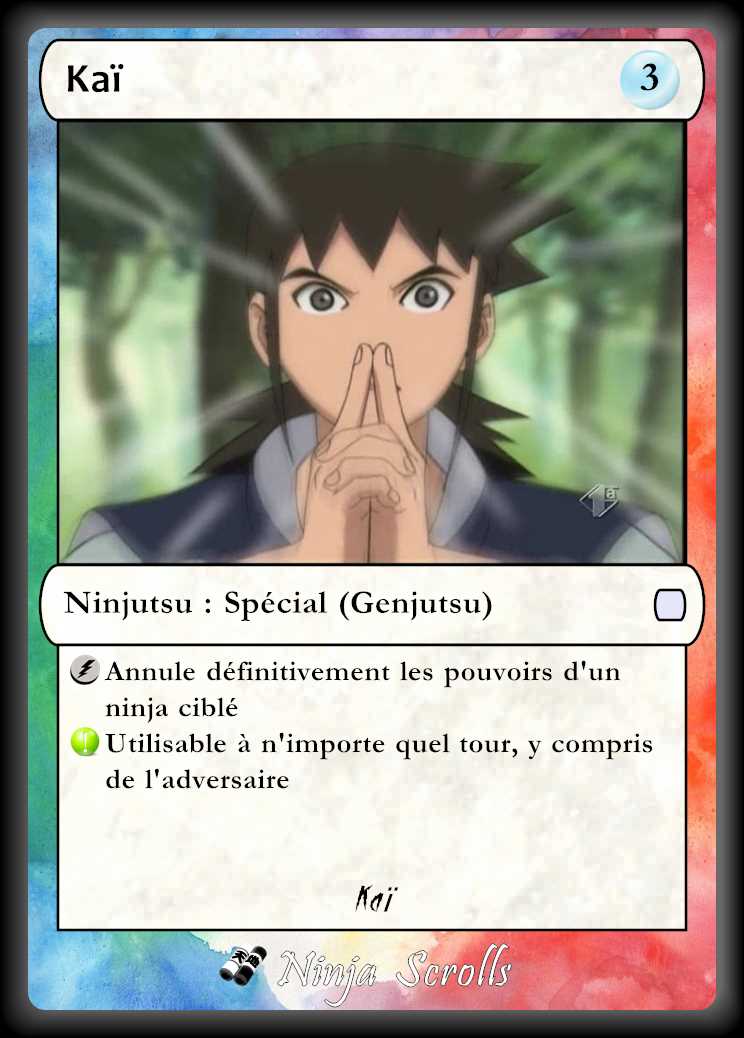 Kaï
3
Ninjutsu : Spécial (Genjutsu)
Annule définitivement les pouvoirs d'un
ninja ciblé
Utilisable à n'importe quel tour, y compris
de l'adversaire
Kaï
Ninja Scrolls